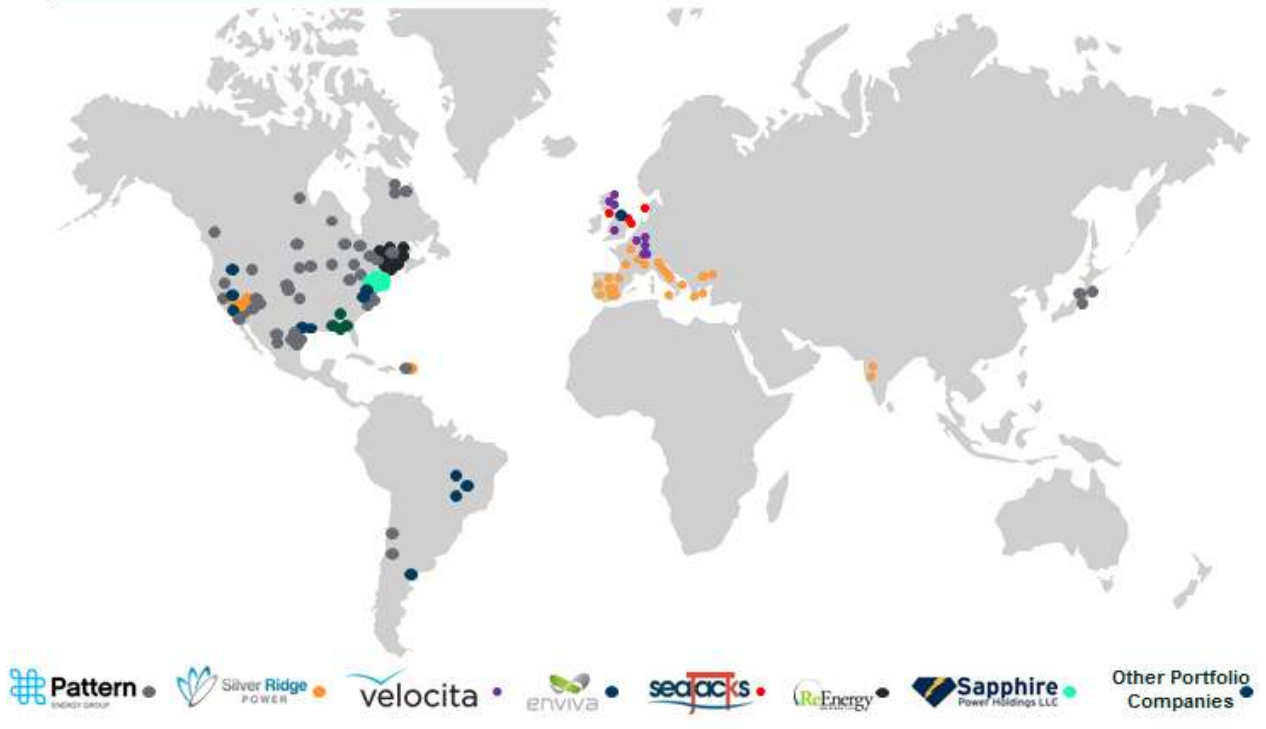 Pattern
ENERGY GROUP
Silver Ridge
POWER
velocita
enviva
seajacks
ReEnergy
Sapphire
Power Holdings LLC
Other Portfolio
Companies